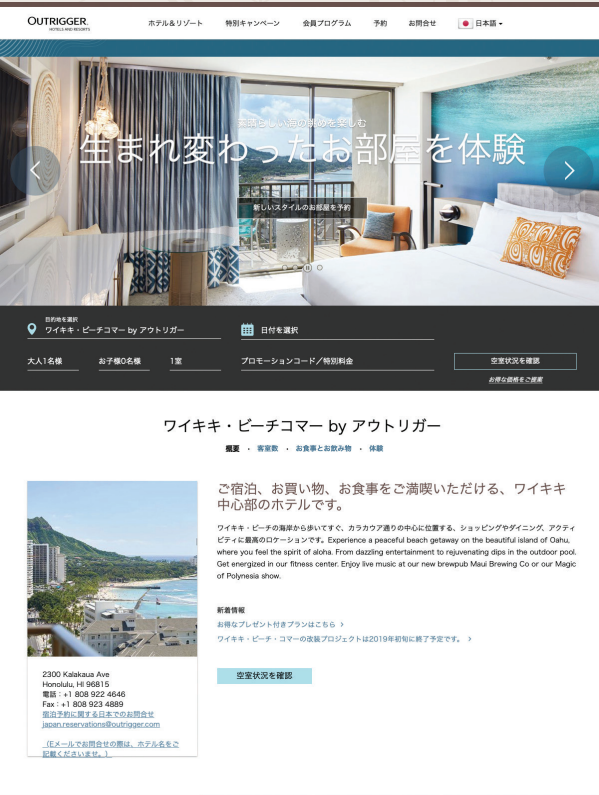 OUTRIGGER.
HOTELS AND RESORTS
ホテル＆リゾート 特別キャンペーン 会員プログラム 予約 お問合せ 日本語
素晴らしい海の眺めを楽しむ
生まれ変わったお部屋を体験
新しいスタイルのお部屋を予約
目的地を選択
ワイキキ・ビーチコマー by アウトリガー 日付を選択
大人1名様 お子様0名様 1室 プロモーションコード／特別料金 空室状況を確認
お得な価格をご提案
ワイキキ・ビーチコマー by アウトリガー
概要 ・ 客室数 ・ お食事とお飲み物 ・ 体験
ご宿泊、お買い物、お食事をご満喫いただける、ワイキキ
中心部のホテルです。
ワイキキ・ビーチの海岸から歩いてすぐ、カラカウア通りの中心に位置する、ショッピングやダイニング、アクティ
ビティに最高のロケーションです。Experience a peaceful beach getaway on the beautiful island of Oahu,
where you feel the spirit of aloha. From dazzling entertainment to rejuvenating dips in the outdoor pool.
Get energized in our fitness center. Enjoy live music at our new brewpub Maui Brewing Co or our Magic
of Polynesia show.
新着情報
お得なプレゼント付きプランはこちら ›
ワイキキ・ビーチ・コマーの改装プロジェクトは2019年初旬に終了予定です。 ›
空室状況を確認
2300 Kalakaua Ave
Honolulu, HI 96815
電話：+1 808 922 4646
Fax：+1 808 923 4889
宿泊予約に関する日本でのお問合せ
japan.reservations@outrigger.com
（Eメールでお問合せの際は、ホテル名をご
記載くださいませ。）